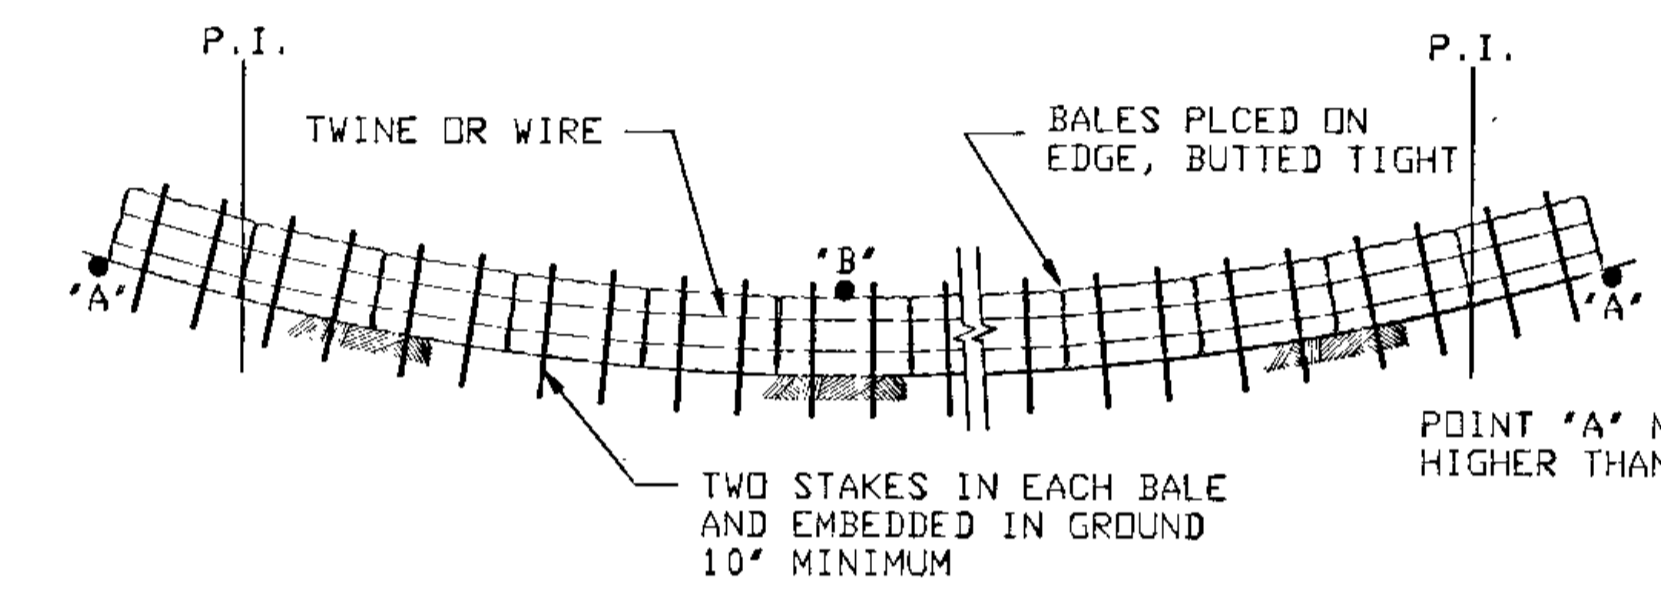 P.I.
P.I.
TWINE OR WIRE
BALES PLCED ON
EDGE, BUTTED TIGHT
"B"
"A"
"A"
POINT "A"
HIGHER
TWO STAKES IN EACH BALE
AND EMBEDDED IN GROUND
10" MINIMUM